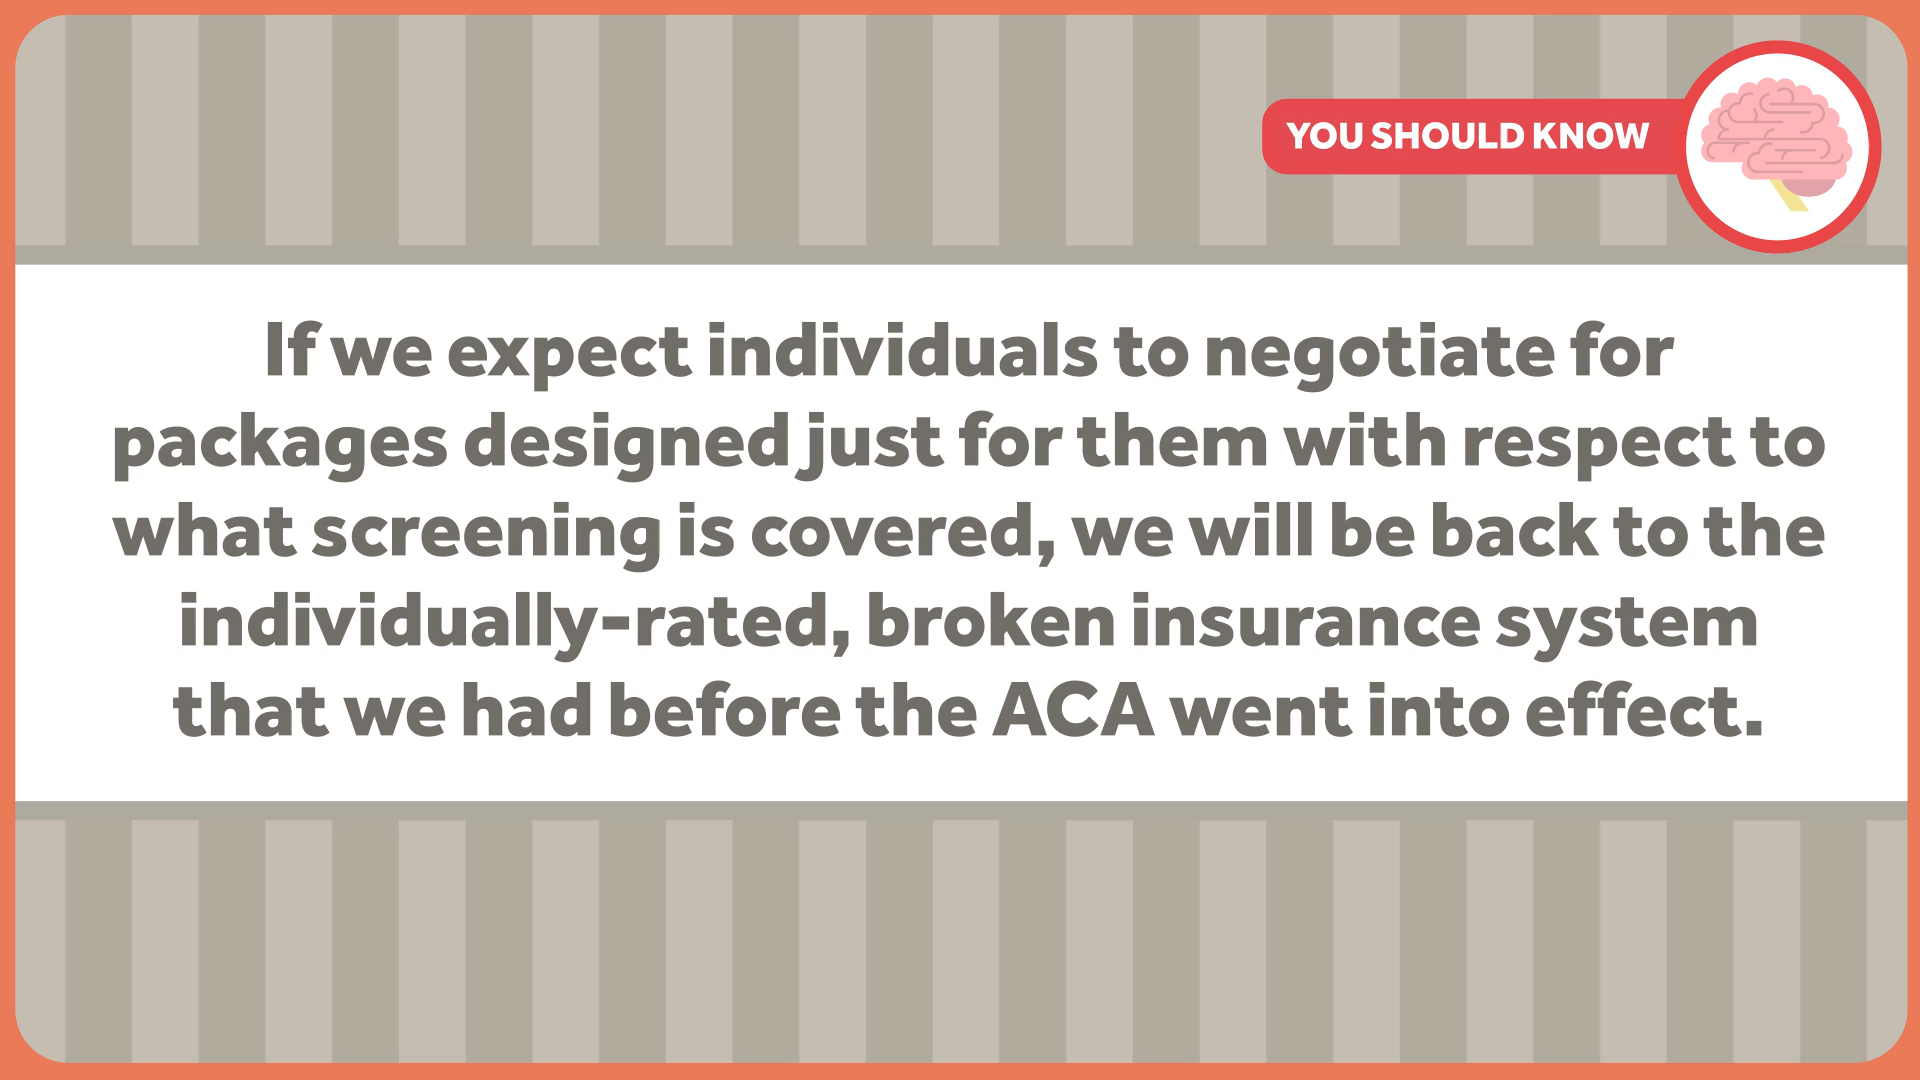 YOU SHOULD KNOW
If we expect individuals to negotiate for
packages designed just for them with respect to
what screening is covered, we will be back to the
individually-rated, broken insurance system
that we had before the ACA went into effect.